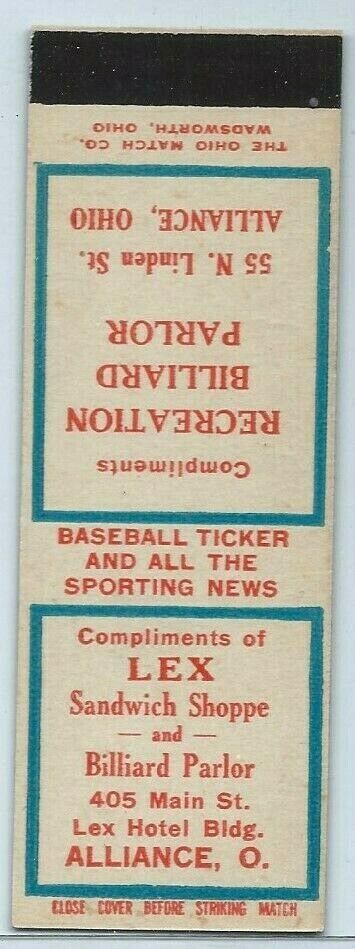 THE OHIO MATCH CO.
WADSWORTH, OHIO
Compliments
RECREATION
BILLIARD
PARLOR
55 N. Linden St.
ALLIANCE, OHIO
BASEBALL TICKER
AND ALL THE
SPORTING NEWS
Compliments of
LEX
Sandwich Shoppe
— and —
Billiard Parlor
405 Main St.
Lex Hotel Bldg.
ALLIANCE, O.
CLOSE COVER BEFORE STRIKING MATCH